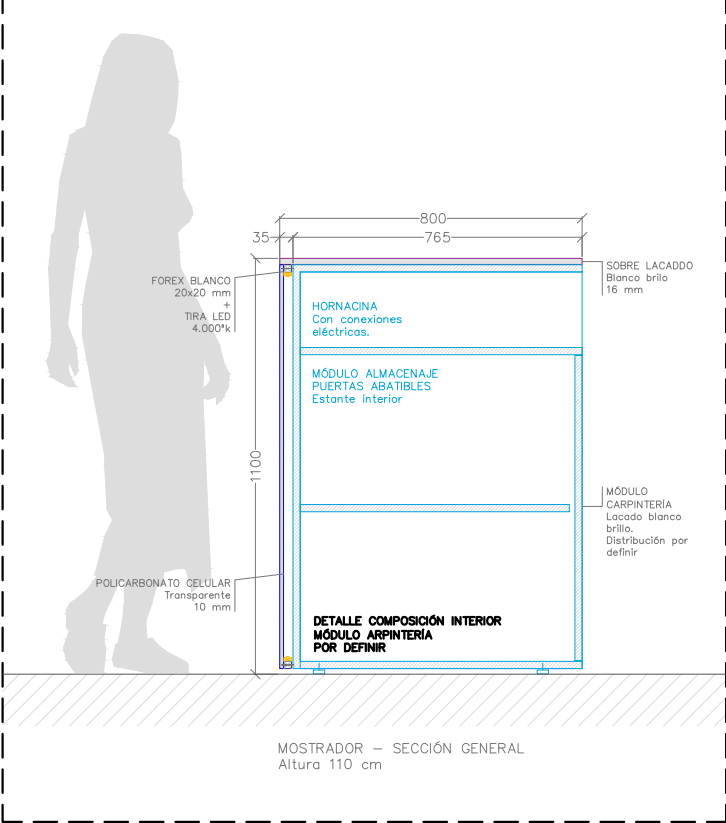 800
35
765
FOREX BLANCO
20x20 mm
+
TIRA LED
4.000ºk
SOBRE LACADDO
Blanco brilo
16 mm
HORNACINA
Con conexiones
eléctricas.
MÓDULO ALMACENAJE
PUERTAS ABATIBLES
Estante interior
1100
MÓDULO
CARPINTERÍA
Lacado blanco
brillo.
Distribución por
definir
POLICARBONATO CELULAR
Transparente
10 mm
DETALLE COMPOSICIÓN INTERIOR
MÓDULO ARPINTERÍA
POR DEFINIR
MOSTRADOR – SECCIÓN GENERAL
Altura 110 cm